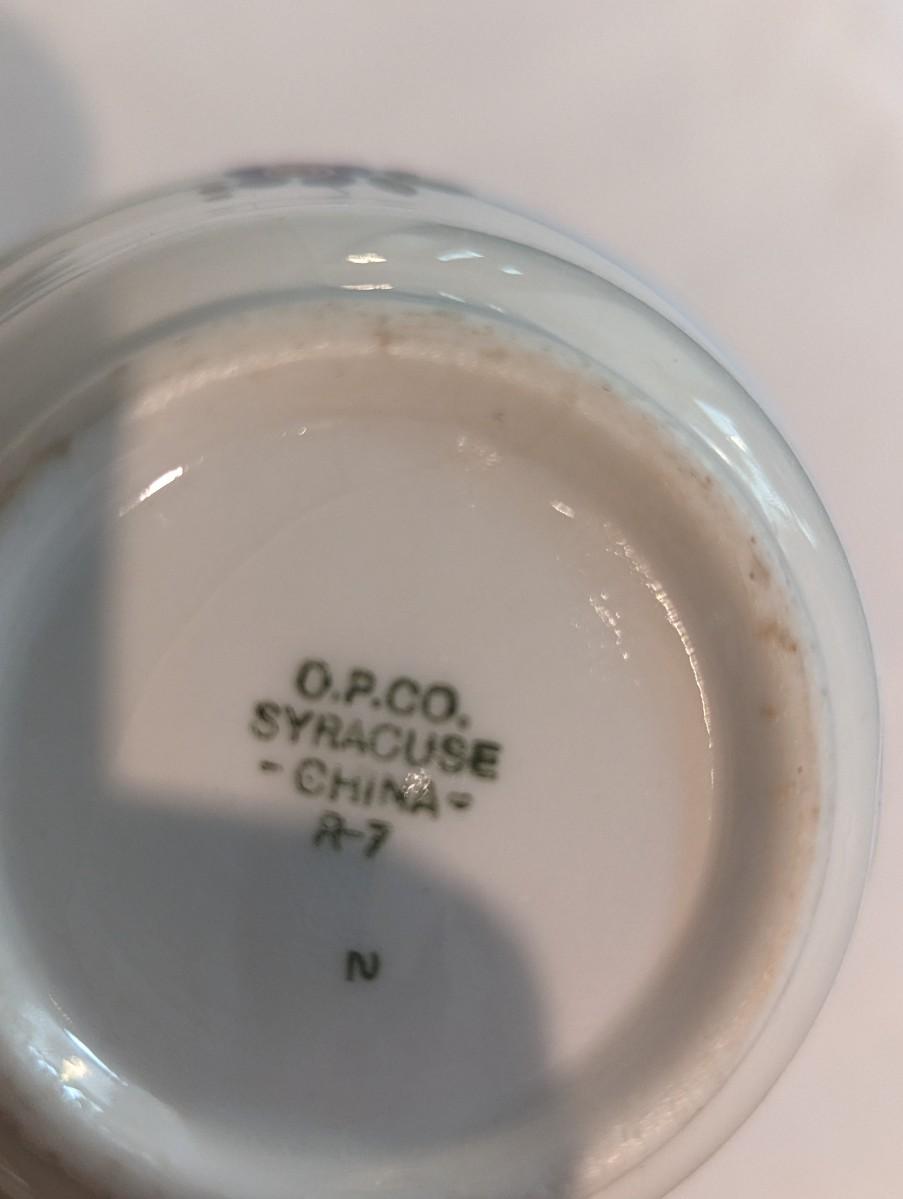 O.P.CO.
SYRACUSE
- CHINA -
R-7
N